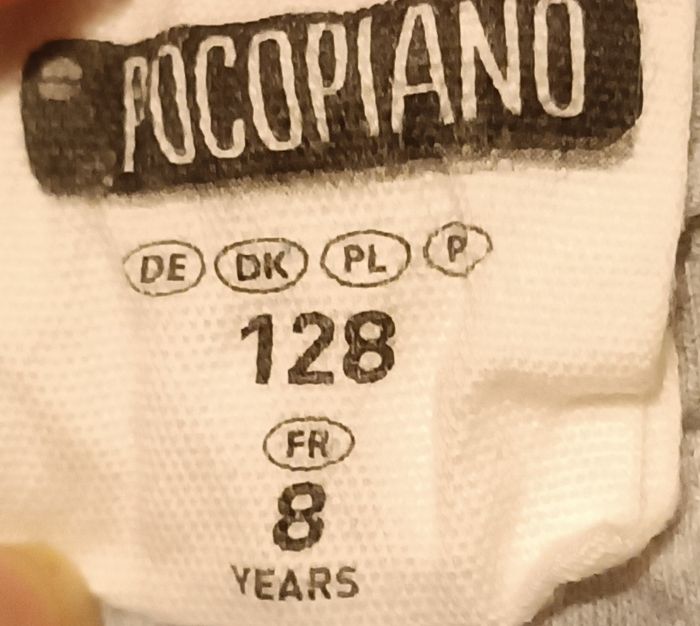 POCOPIANO
DE DK PL P
128
FR
8
YEARS